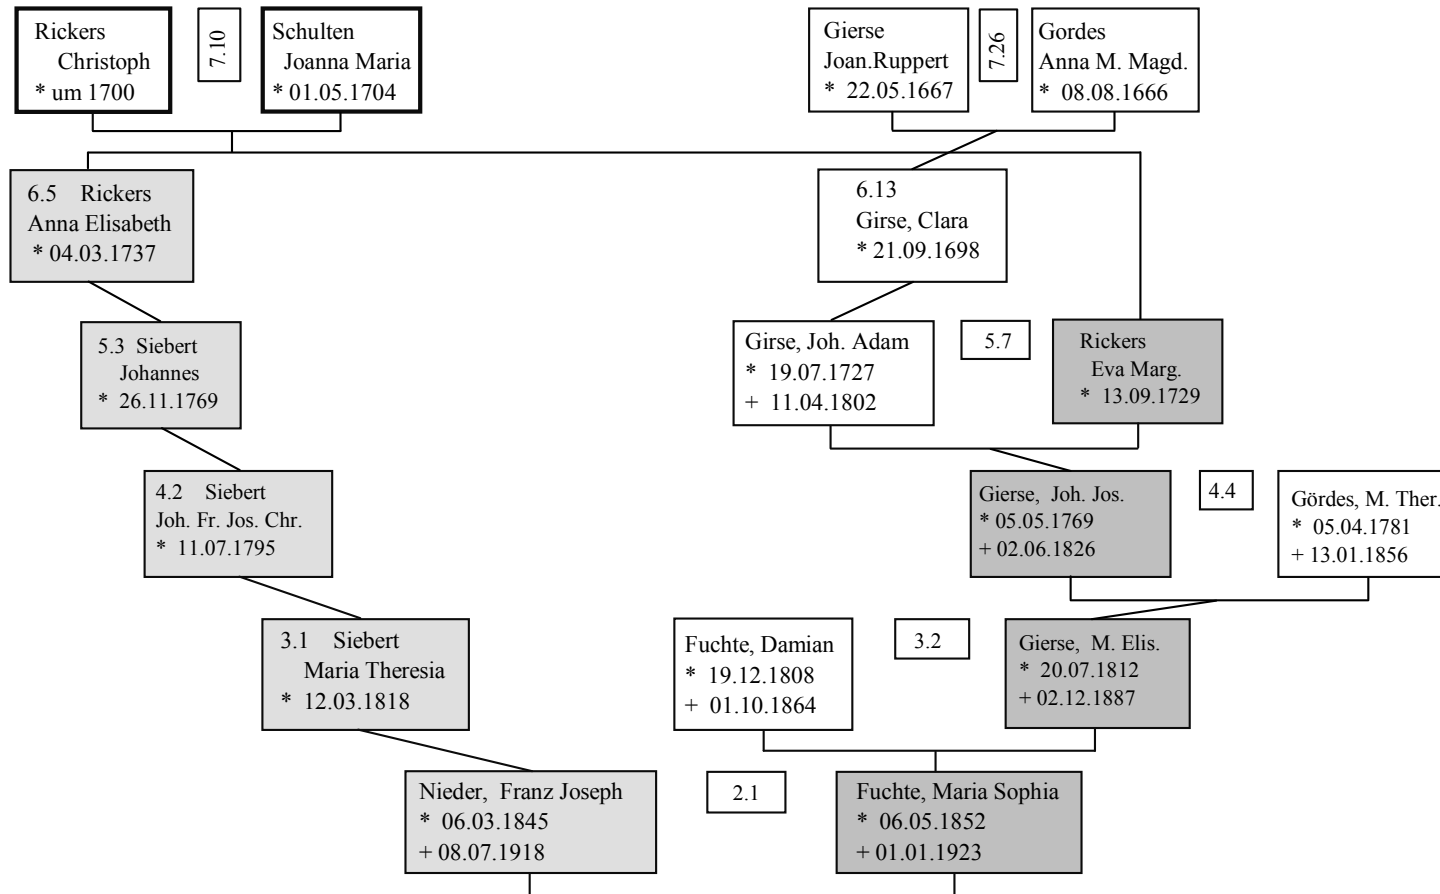 Rickers
Christoph
* um 1700
7.10
Schulten
Joanna Maria
* 01.05.1704
Gierse
Joan.Ruppert
* 22.05.1667
7.26
Gordes
Anna M. Magd.
* 08.08.1666
6.5 Rickers
Anna Elisabeth
* 04.03.1737
6.13
Girse, Clara
* 21.09.1698
5.3 Siebert
Johannes
* 26.11.1769
Girse, Joh. Adam
* 19.07.1727
+ 11.04.1802
5.7
Rickers
Eva Marg.
* 13.09.1729
4.2 Siebert
Joh. Fr. Jos. Chr.
* 11.07.1795
Gierse, Joh. Jos.
* 05.05.1769
+ 02.06.1826
4.4
Gördes, M. Ther.
* 05.04.1781
+ 13.01.1856
3.1 Siebert
Maria Theresia
* 12.03.1818
Fuchte, Damian
* 19.12.1808
+ 01.10.1864
3.2
Gierse, M. Elis.
* 20.07.1812
+ 02.12.1887
Nieder, Franz Joseph
* 06.03.1845
+ 08.07.1918
2.1
Fuchte, Maria Sophia
* 06.05.1852
+ 01.01.1923